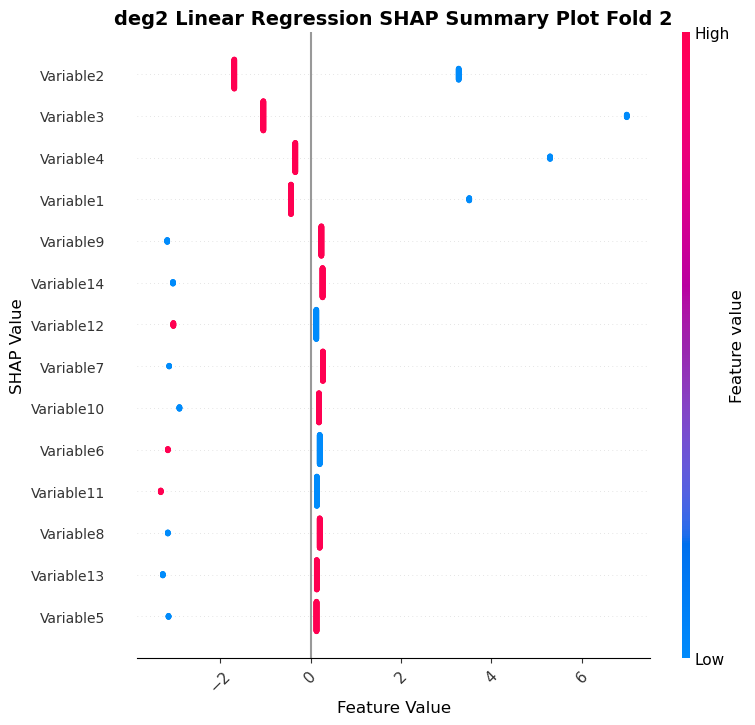 deg2 Linear Regression SHAP Summary Plot Fold 2
High
Variable2
Variable3
Variable4
Variable1
Variable9
Variable14
Variable12
Variable7
Variable10
Variable6
Variable11
Variable8
Variable13
Variable5
SHAP Value
Feature value
Low
−2
0
2
4
6
Feature Value